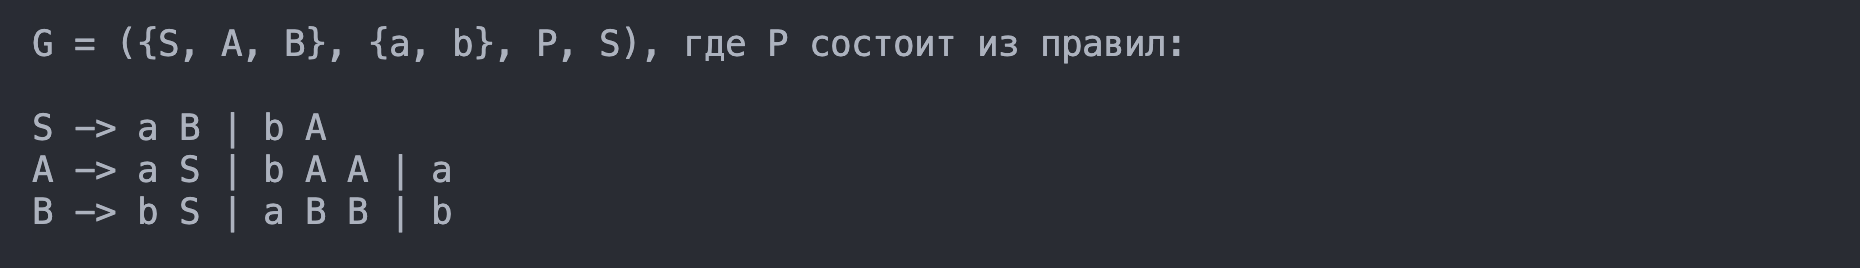 G = ({S, A, B}, {a, b}, P, S), где P состоит из правил:
S —> a B | b A
A —> a S | b A A | a
B —> b S | a B B | b